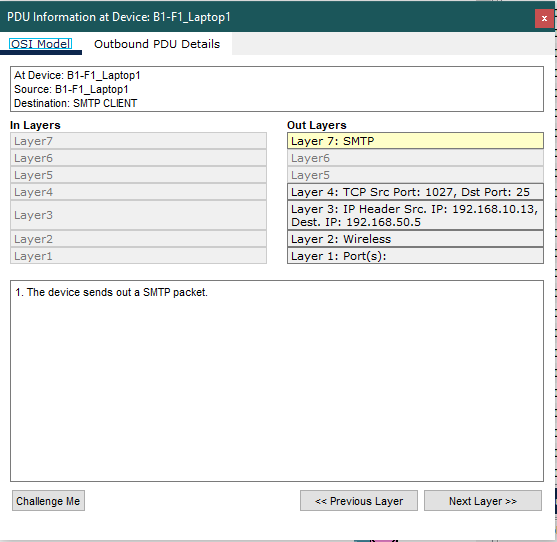 PDU Information at Device: B1-F1_Laptop1
x
OSI Model
Outbound PDU Details
At Device: B1-F1_Laptop1
Source: B1-F1_Laptop1
Destination: SMTP CLIENT
In Layers
Layer7
Layer6
Layer5
Layer4
Layer3
Layer2
Layer1
Out Layers
Layer 7: SMTP
Layer6
Layer5
Layer 4: TCP Src Port: 1027, Dst Port: 25
Layer 3: IP Header Src. IP: 192.168.10.13,
Dest. IP: 192.168.50.5
Layer 2: Wireless
Layer 1: Port(s):
1. The device sends out a SMTP packet.
Challenge Me
<< Previous Layer
Next Layer >>